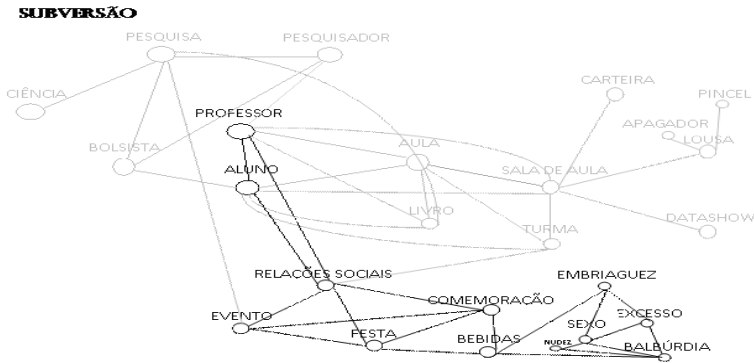 SUBVERSÃO
PESQUISA
PESQUISADOR
CIÊNCIA
CARTEIRA
PINCEL
PROFESSOR
APAGADOR
LOUSA
BOLSISTA
AULA
ALUNO
SALA DE AULA
LIVRO
TURMA
DATASHOW
RELAÇÕES SOCIAIS
EMBRIAGUEZ
COMEMORAÇÃO
EVENTO
EXCESSO
SEXO
FESTA
BEBIDAS
NUDEZ
BALBÚRDIA